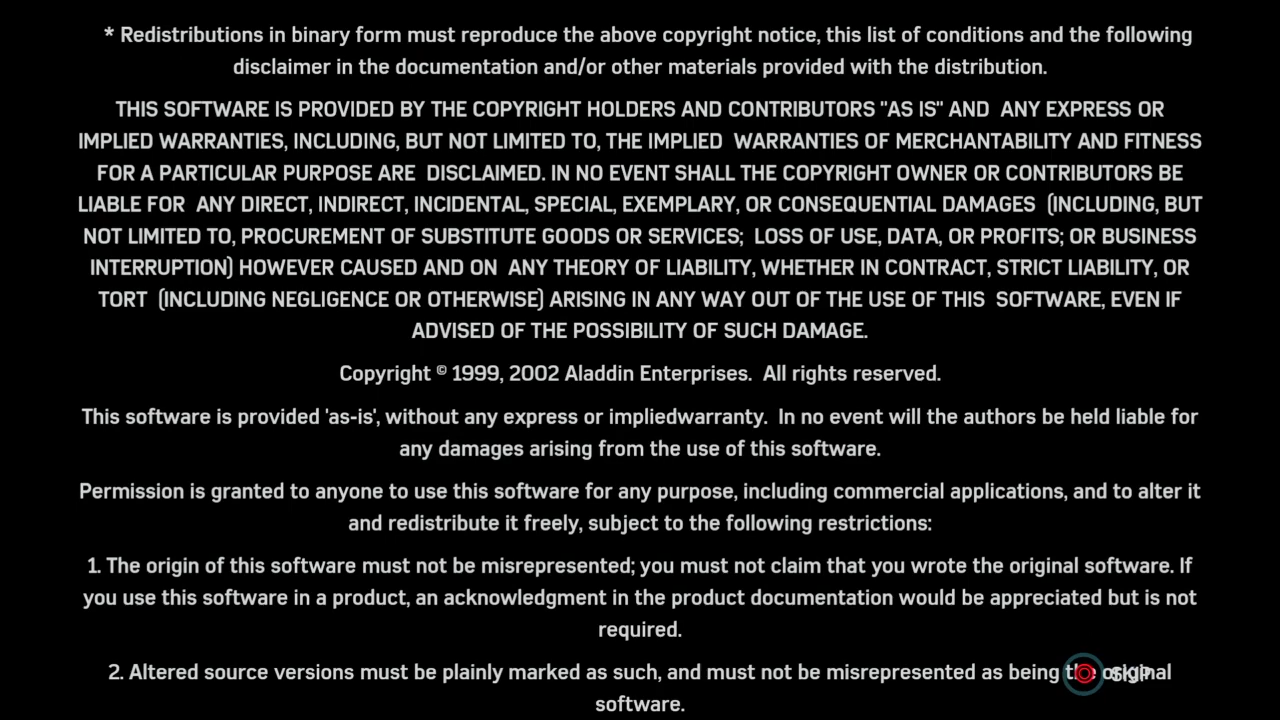 * Redistributions in binary form must reproduce the above copyright notice, this list of conditions and the following
disclaimer in the documentation and/or other materials provided with the distribution.
THIS SOFTWARE IS PROVIDED BY THE COPYRIGHT HOLDERS AND CONTRIBUTORS "AS IS" AND  ANY EXPRESS OR
IMPLIED WARRANTIES, INCLUDING, BUT NOT LIMITED TO, THE IMPLIED  WARRANTIES OF MERCHANTABILITY AND FITNESS
FOR A PARTICULAR PURPOSE ARE  DISCLAIMED. IN NO EVENT SHALL THE COPYRIGHT OWNER OR CONTRIBUTORS BE
LIABLE FOR  ANY DIRECT, INDIRECT, INCIDENTAL, SPECIAL, EXEMPLARY, OR CONSEQUENTIAL DAMAGES  (INCLUDING, BUT
NOT LIMITED TO, PROCUREMENT OF SUBSTITUTE GOODS OR SERVICES;  LOSS OF USE, DATA, OR PROFITS; OR BUSINESS
INTERRUPTION) HOWEVER CAUSED AND ON  ANY THEORY OF LIABILITY, WHETHER IN CONTRACT, STRICT LIABILITY, OR
TORT  (INCLUDING NEGLIGENCE OR OTHERWISE) ARISING IN ANY WAY OUT OF THE USE OF THIS  SOFTWARE, EVEN IF
ADVISED OF THE POSSIBILITY OF SUCH DAMAGE.
Copyright © 1999, 2002 Aladdin Enterprises.  All rights reserved.
This software is provided 'as-is', without any express or impliedwarranty.  In no event will the authors be held liable for
any damages arising from the use of this software.
Permission is granted to anyone to use this software for any purpose, including commercial applications, and to alter it
and redistribute it freely, subject to the following restrictions:
1. The origin of this software must not be misrepresented; you must not claim that you wrote the original software. If
you use this software in a product, an acknowledgment in the product documentation would be appreciated but is not
required.
2. Altered source versions must be plainly marked as such, and must not be misrepresented as being the original
software.
SKIP